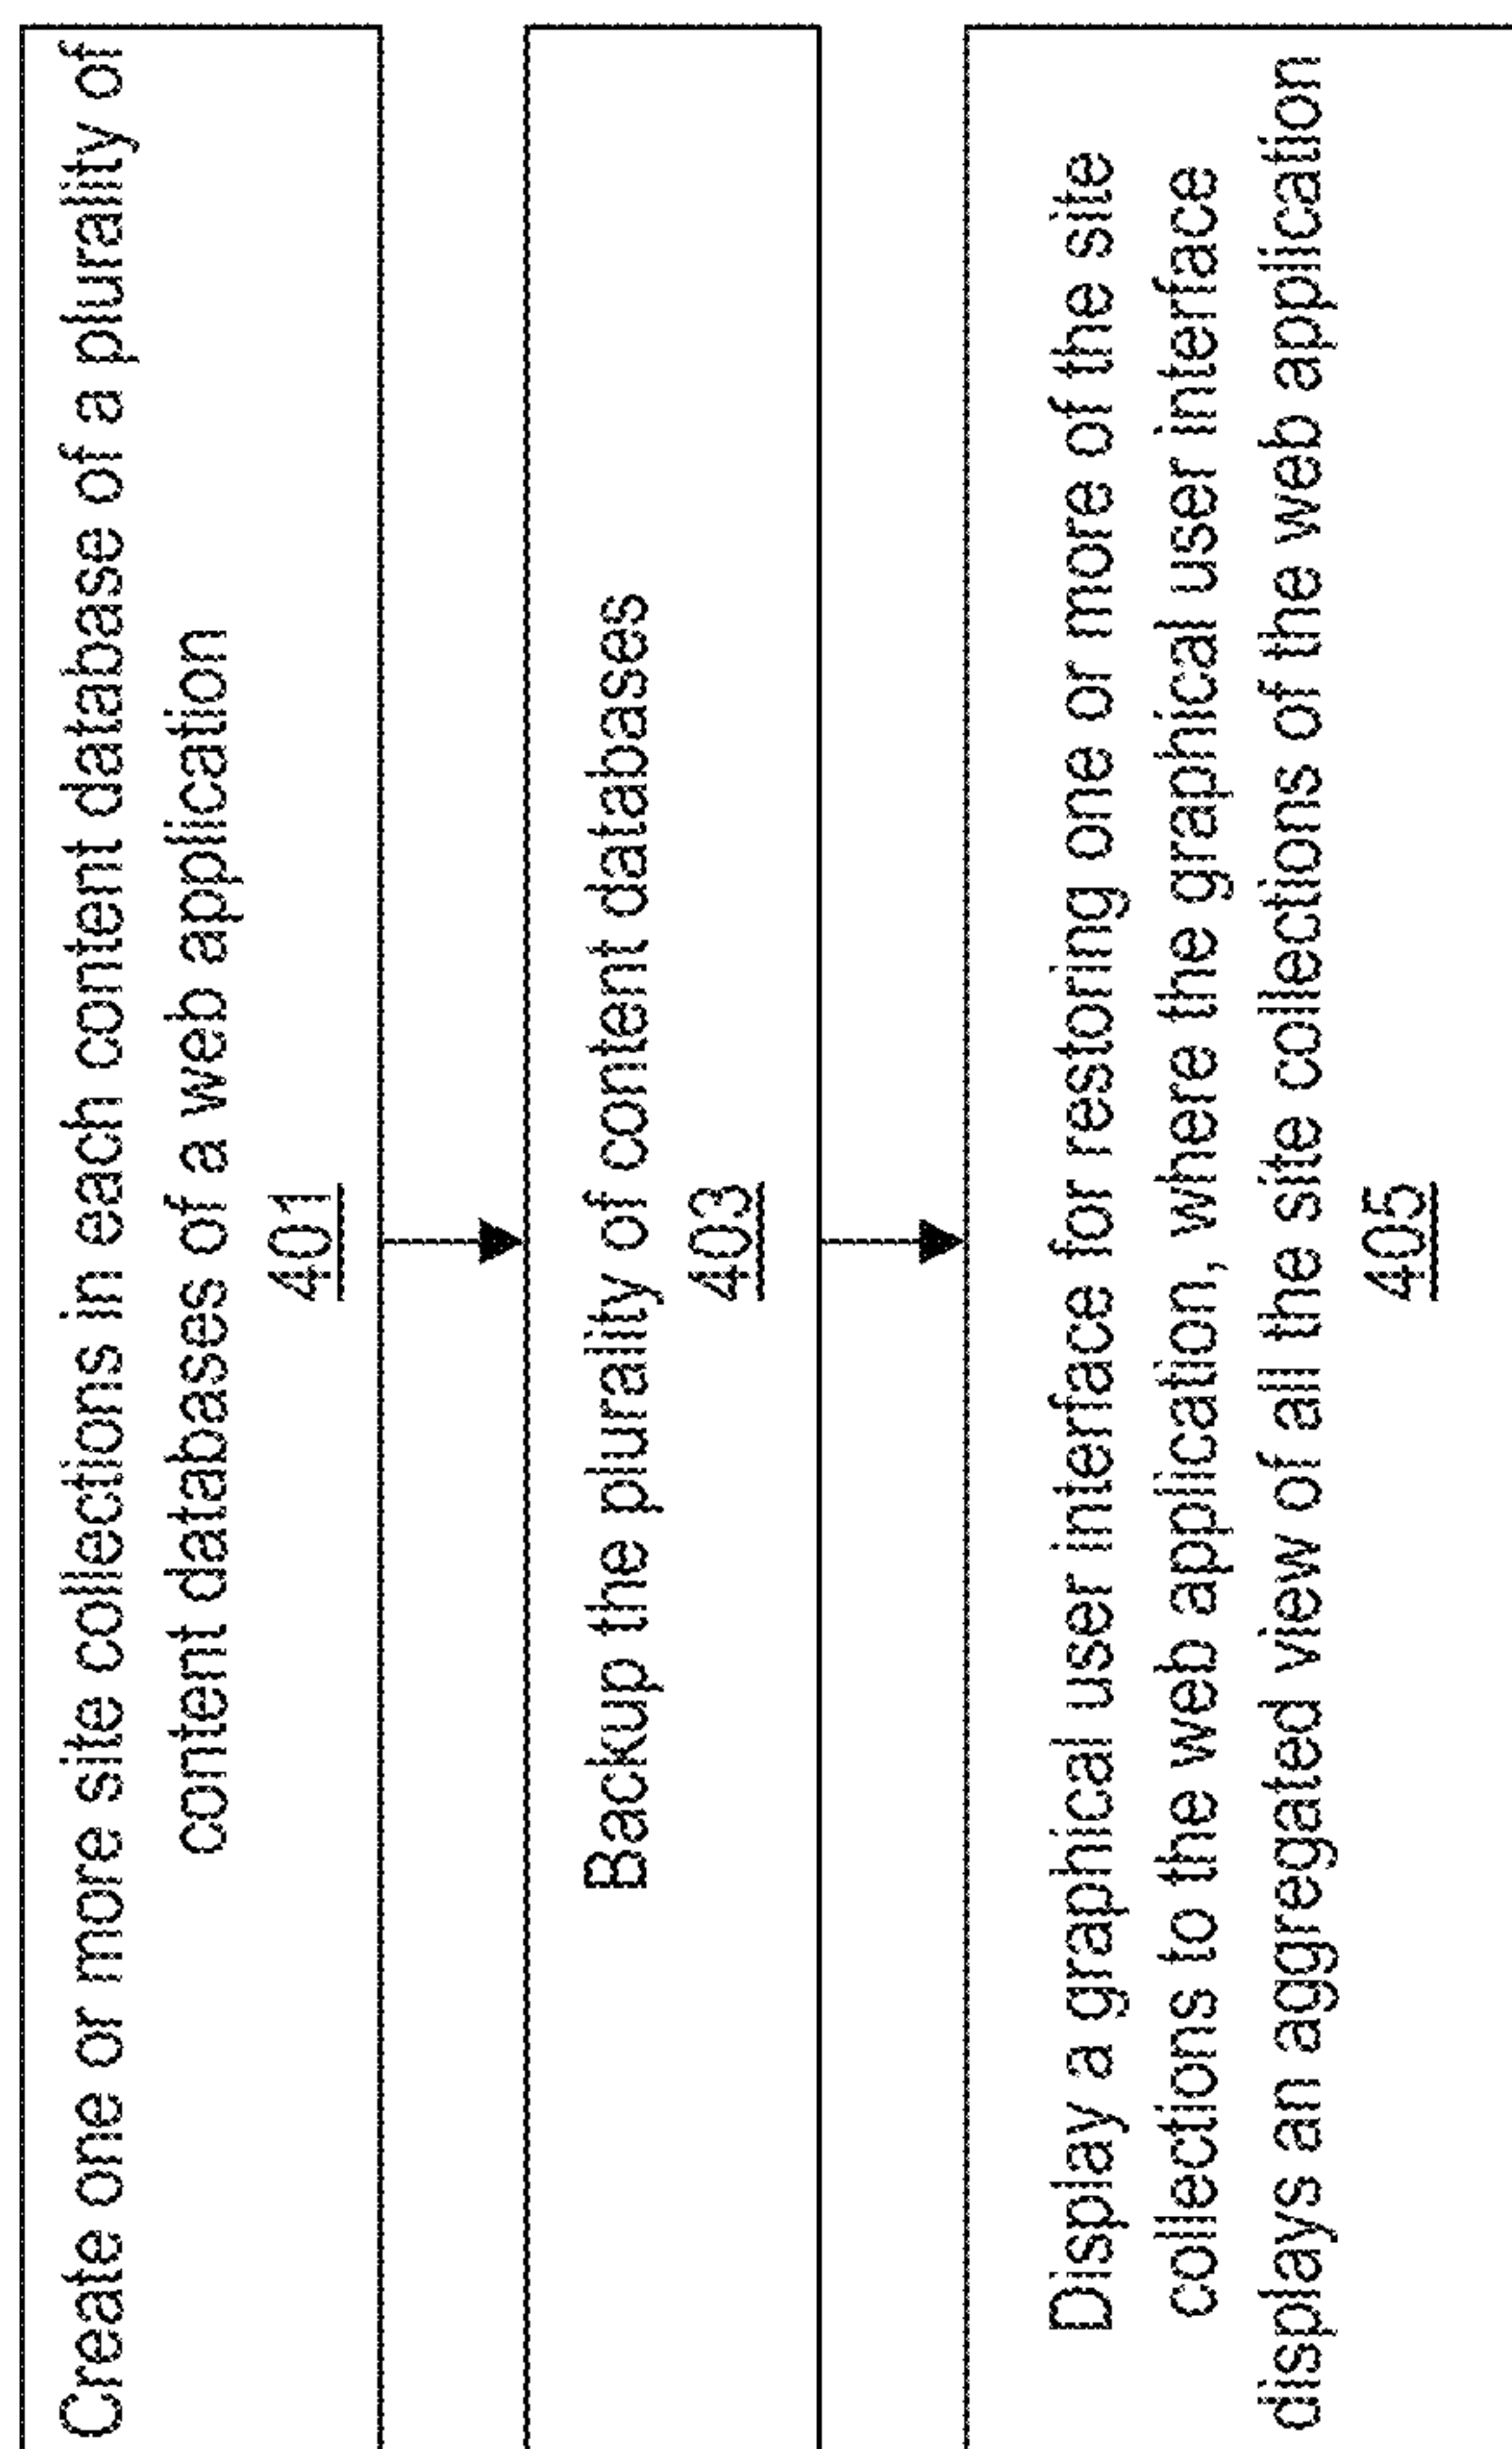 Create one or more site collections in each content database of a plurality of
content databases of a web application
401
Backup the plurality of content databases
403
Display a graphical user interface for restoring one or more of the site
collections to the web application, where the graphical user interface
displays an aggregated view of all the site collections of the web application
405